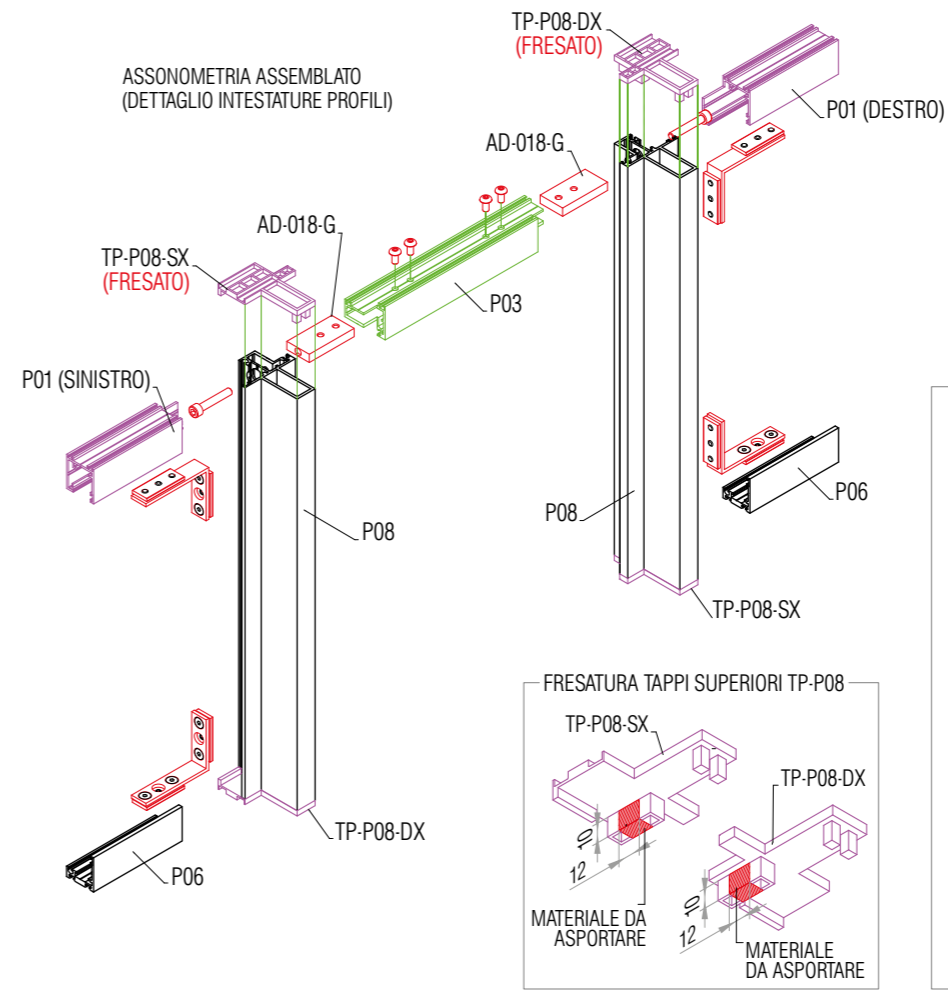 TP-P08-DX
(FRESATO)
ASSONOMETRIA ASSEMBLATO
(DETTAGLIO INTESTATURE PROFILI)
P01 (DESTRO)
AD-018-G
AD-018-G
TP-P08-SX
(FRESATO)
P03
P01 (SINISTRO)
P06
P08
P08
TP-P08-SX
FRESATURA TAPPI SUPERIORI TP-P08
TP-P08-SX
TP-P08-DX
TP-P08-DX
10
12
P06
10
12
MATERIALE DA
ASPORTARE
MATERIALE
DA ASPORTARE